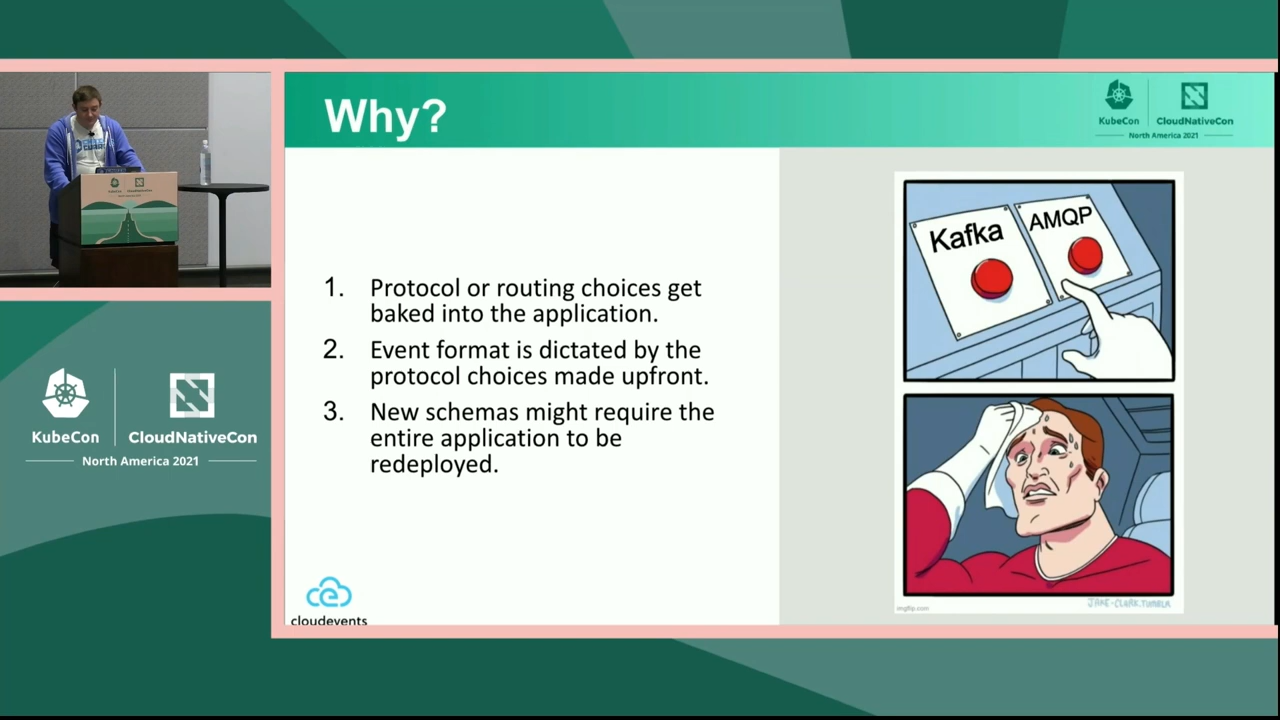 Why?
KubeCon
CloudNativeCon
North America 2021
1. Protocol or routing choices get
baked into the application.
2. Event format is dictated by the
protocol choices made upfront.
3. New schemas might require the
entire application to be
redeployed.
cloudevents
Kafka
AMQP
imgflip.com
JAKE-CLARK.TUMBLR
KubeCon
CloudNativeCon
North America 2021